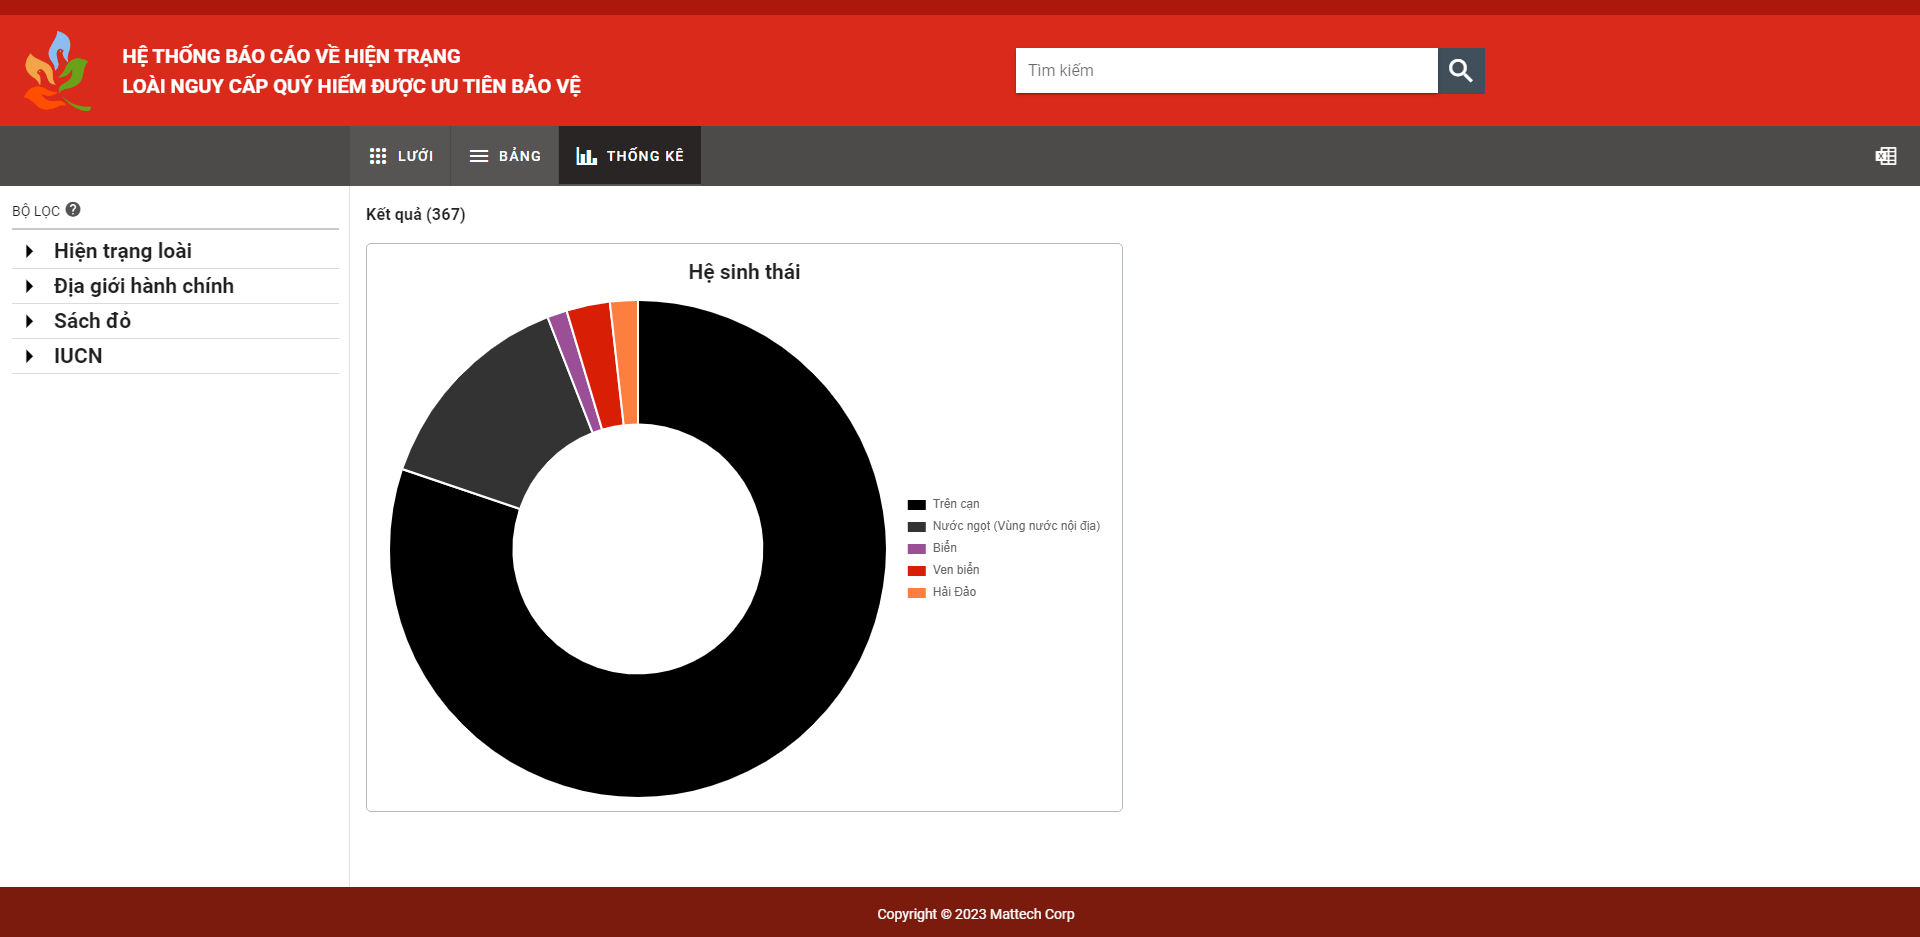 HỆ THỐNG BÁO CÁO VỀ HIỆN TRẠNG
LOÀI NGUY CẤP QUÝ HIẾM ĐƯỢC ƯU TIÊN BẢO VỆ
Tìm kiếm
LƯỚI
BẢNG
THỐNG KÊ
BỘ LỌC
Hiện trạng loài
Địa giới hành chính
Sách đỏ
IUCN
Kết quả (367)
Hệ sinh thái
Trên cạn
Nước ngọt (Vùng nước nội địa)
Biển
Ven biển
Hải Đảo
Copyright © 2023 Mattech Corp